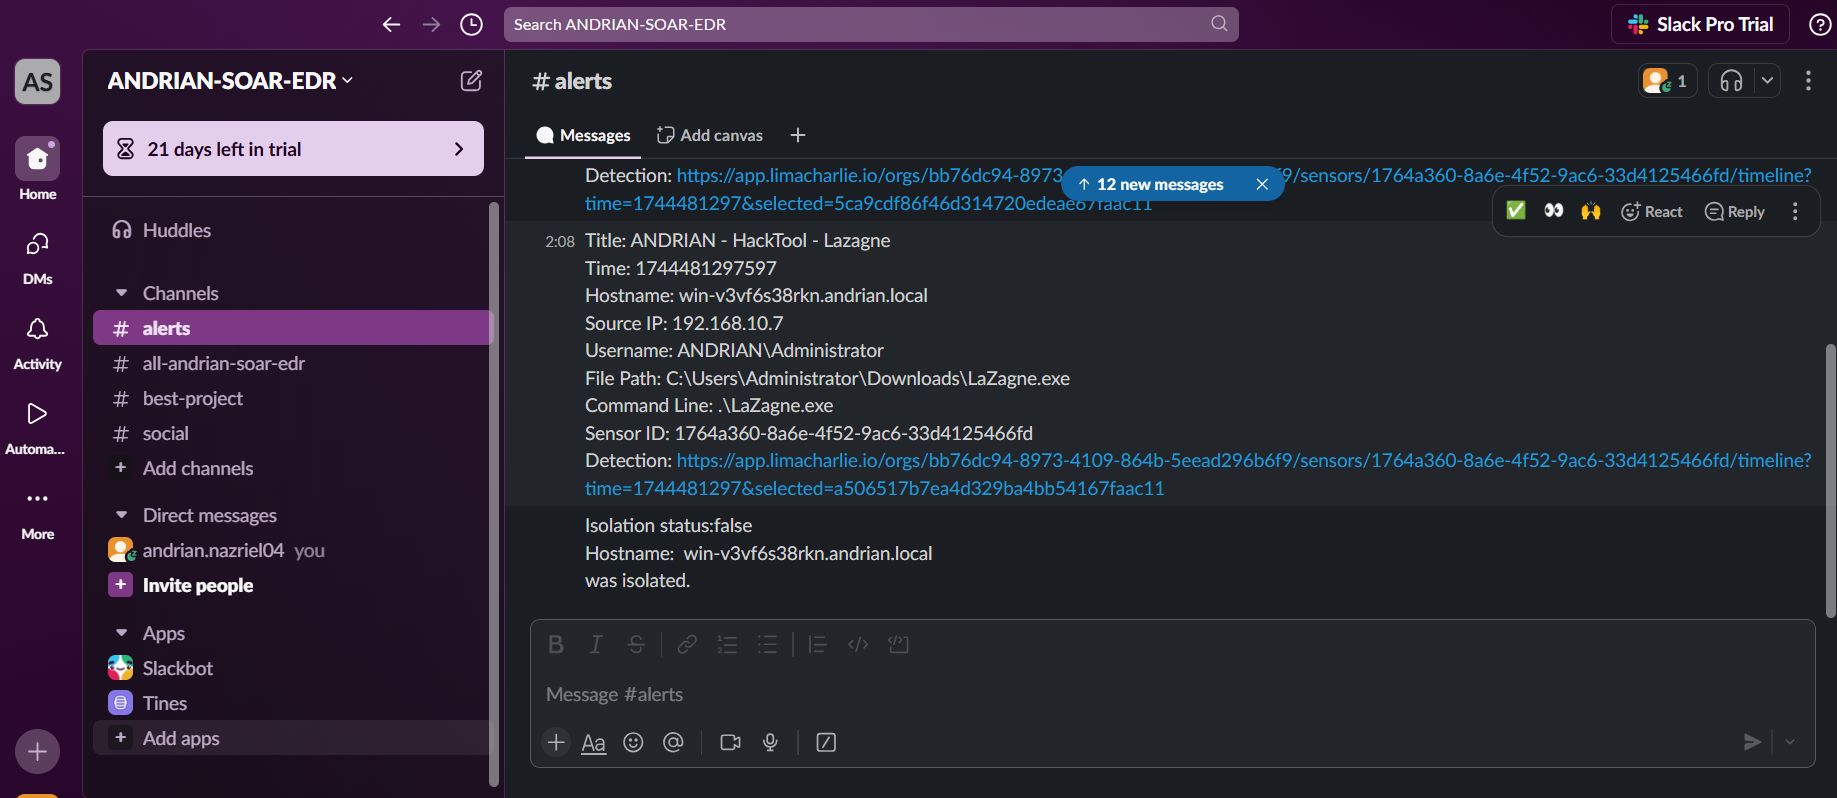 Search ANDRIAN-SOAR-EDR
Slack Pro Trial
AS
ANDRIAN-SOAR-EDR
21 days left in trial
Home
DMs
Activity
Automa...
More
Huddles
Channels
# alerts
# all-andrian-soar-edr
# best-project
# social
+ Add channels
Direct messages
andrian.nazriel04 you
+ Invite people
Apps
Slackbot
Tines
+ Add apps
# alerts
1
Messages
Add canvas
+
Detection: https://app.limacharlie.io/orgs/bb76dc94-8973
9/sensors/1764a360-8a6e-4f52-9ac6-33d4125466fd/timeline?
time=1744481297&selected=5ca9cdf86f46d314720edeae67faac11
↑ 12 new messages
React
Reply
2:08 Title: ANDRIAN - HackTool - Lazagne
Time: 1744481297597
Hostname: win-v3vf6s38rkn.andrian.local
Source IP: 192.168.10.7
Username: ANDRIAN\Administrator
File Path: C:\Users\Administrator\Downloads\LaZagne.exe
Command Line: .\LaZagne.exe
Sensor ID: 1764a360-8a6e-4f52-9ac6-33d4125466fd
Detection: https://app.limacharlie.io/orgs/bb76dc94-8973-4109-864b-5eead296b6f9/sensors/1764a360-8a6e-4f52-9ac6-33d4125466fd/timeline?
time=1744481297&selected=a506517b7ea4d329ba4bb54167faac11
Isolation status:false
Hostname:  win-v3vf6s38rkn.andrian.local
was isolated.
Message #alerts
Aa